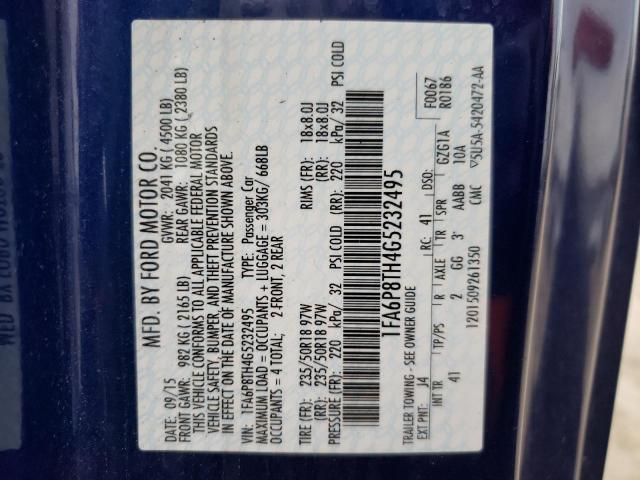 MFD. BY FORD MOTOR CO.
DATE: 09/15 GVWR: 2041 KG (4500 LB)
FRONT GAWR: 982 KG (2165 LB) REAR GAWR: 1080 KG (2380 LB)
THIS VEHICLE CONFORMS TO ALL APPLICABLE FEDERAL MOTOR
VEHICLE SAFETY, BUMPER, AND THEFT PREVENTION STANDARDS
IN EFFECT ON THE DATE OF MANUFACTURE SHOWN ABOVE.
VIN: 1FA6P8TH4G5232495 TYPE: Passenger Car
MAXIMUM LOAD = OCCUPANTS + LUGGAGE = 303KG/ 668LB
OCCUPANTS = 4 TOTAL: 2 FRONT, 2 REAR
TIRE (FR): 235/50R18 97W RIMS (FR): 18x8.0J
(RR): 235/50R18 97W (RR): 18x8.0J
PRESSURE (FR): 220 kPa/ 32 PSI COLD (RR): 220 kPa/ 32 PSI COLD
1FA6P8TH4G5232495
TRAILER TOWING - SEE OWNER GUIDE F0067
EXT PNT: J4 RC: 41 DSO: R0186
INT TR TP/PS R AXLE TR SPR GZG1A
41 2 GG 3' AABB 10A
1201509261350 CMC ▽5U5A-5420472-AA